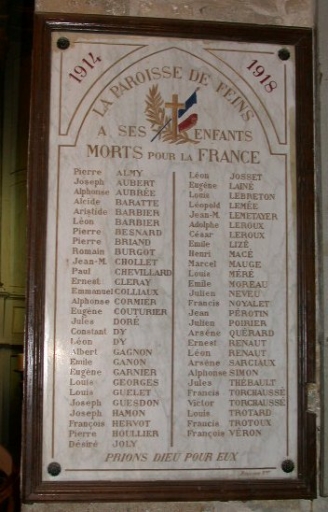 1914
1918
LA PAROISSE DE FEINS
A SES ENFANTS
MORTS POUR LA FRANCE
Pierre ALMY
Joseph AUBERT
Alphonse AUBRÉE
Alcide BARATTE
Aristide BARBIER
Léon BARBIER
Pierre BESNARD
Pierre BRIAND
Romain BURGOT
Jean-M. CHOLLET
Paul CHEVILLARD
Ernest CLERAY
Emmanuel COLLIAUX
Alphonse CORMIER
Eugène COUTURIER
Jules DORÉ
Constant DY
Léon DY
Albert GAGNON
Emile GANON
Eugène GARNIER
Louis GEORGES
Louis GUELET
Joseph GUESDON
Joseph HAMON
François HERVOT
Pierre HOULLIER
Désiré JOLY
Léon JOSSET
Eugène LAINÉ
Louis LEBRETON
Léopold LEMÉE
Jean-M. LEMETAYER
Adolphe LEROUX
César LEROUX
Emile LIZÉ
Henri MACÉ
Marcel MAUGE
Louis MÉRÉ
Emile MOREAU
Julien NEVEU
Francis NOYALET
Jean PÉROTIN
Julien POIRIER
Arsène QUÉRARD
Ernest RENAUT
Léon RENAUT
Arsène SARCIAUX
Alphonse SIMON
Jules THÉBAULT
Francis TORCHAUSSE
Victor TORCHAUSSE
Louis TROTARD
Francis TROTOUX
François VÉRON
PRIONS DIEU POUR EUX